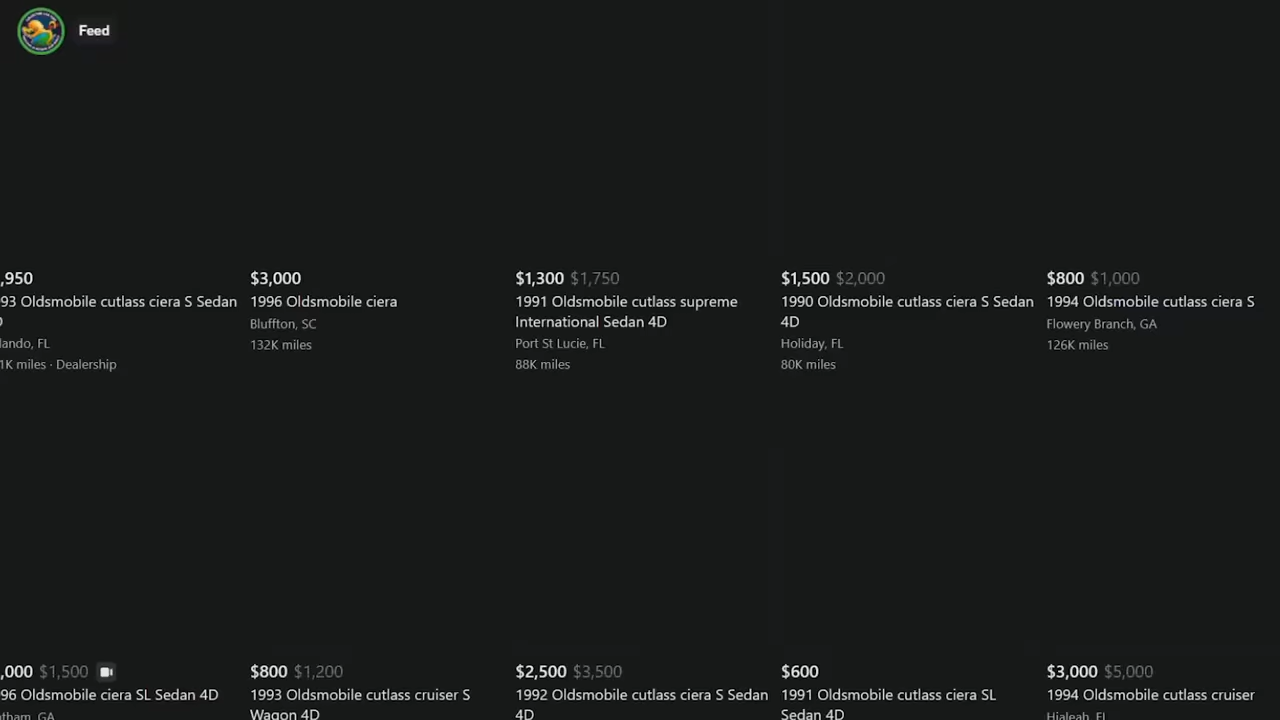 Feed
,950
93 Oldsmobile cutlass ciera S Sedan
lando, FL
1K miles · Dealership
$3,000
1996 Oldsmobile ciera
Bluffton, SC
132K miles
$1,300 $1,750
1991 Oldsmobile cutlass supreme
International Sedan 4D
Port St Lucie, FL
88K miles
$1,500 $2,000
1990 Oldsmobile cutlass ciera S Sedan
4D
Holiday, FL
80K miles
$800 $1,000
1994 Oldsmobile cutlass ciera S
Flowery Branch, GA
126K miles
,000 $1,500
96 Oldsmobile ciera SL Sedan 4D
tham, GA
$800 $1,200
1993 Oldsmobile cutlass cruiser S
Wagon 4D
$2,500 $3,500
1992 Oldsmobile cutlass ciera S Sedan
4D
$600
1991 Oldsmobile cutlass ciera SL
Sedan 4D
$3,000 $5,000
1994 Oldsmobile cutlass cruiser
Hialeah, FL